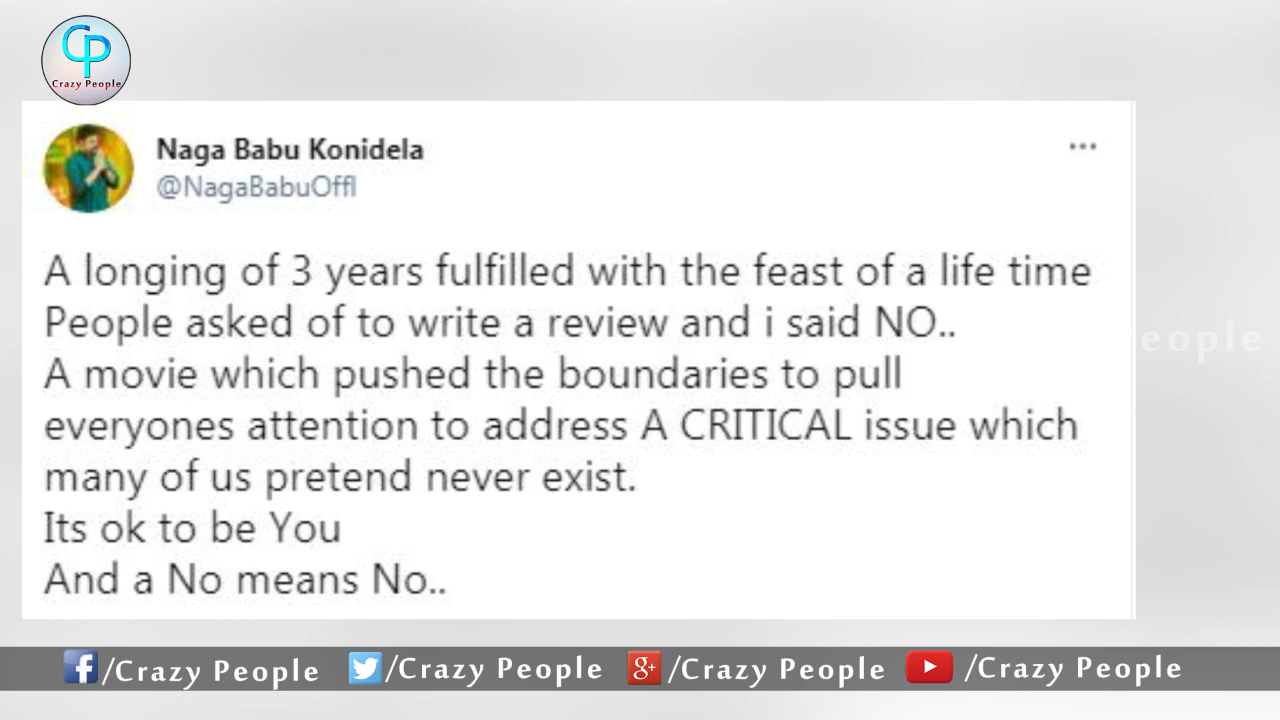 CP
Crazy People
Naga Babu Konidela
@NagaBabuOffl
A longing of 3 years fulfilled with the feast of a life time
People asked of to write a review and i said NO..
A movie which pushed the boundaries to pull
everyones attention to address A CRITICAL issue which
many of us pretend never exist.
Its ok to be You
And a No means No..
eople
f /Crazy People /Crazy People g+ /Crazy People /Crazy People